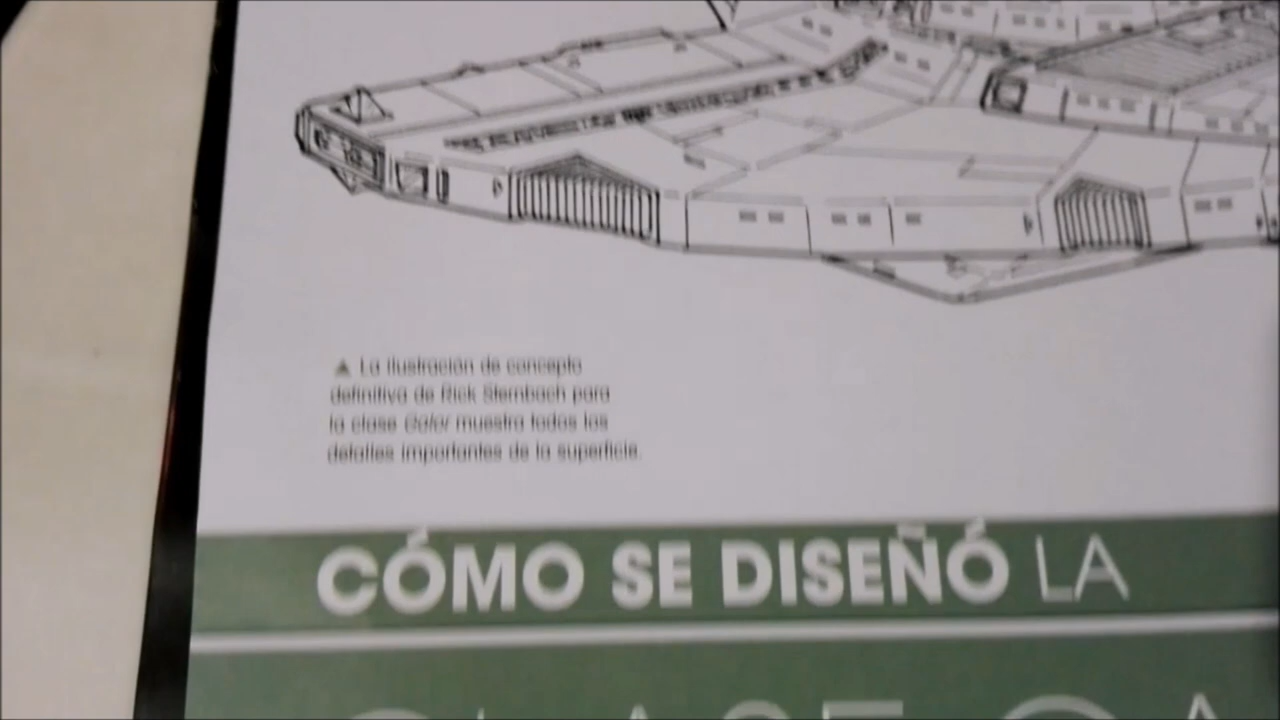 ▲ La ilustración de concepto
definitiva de Rick Sternbach para
la clase Galor muestra todos los
detalles importantes de la superficie.
CÓMO SE DISEÑÓ LA